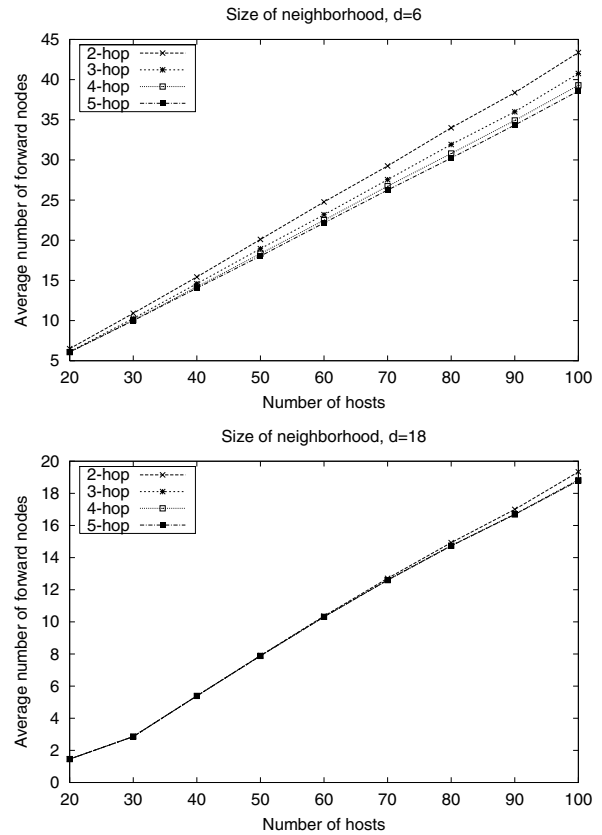 Size of neighborhood, d=6
Average number of forward nodes
45
40
35
30
25
20
15
10
5
2-hop
3-hop
4-hop
5-hop
20 30 40 50 60 70 80 90 100
Number of hosts
Size of neighborhood, d=18
Average number of forward nodes
20
18
16
14
12
10
8
6
4
2
0
2-hop
3-hop
4-hop
5-hop
20 30 40 50 60 70 80 90 100
Number of hosts